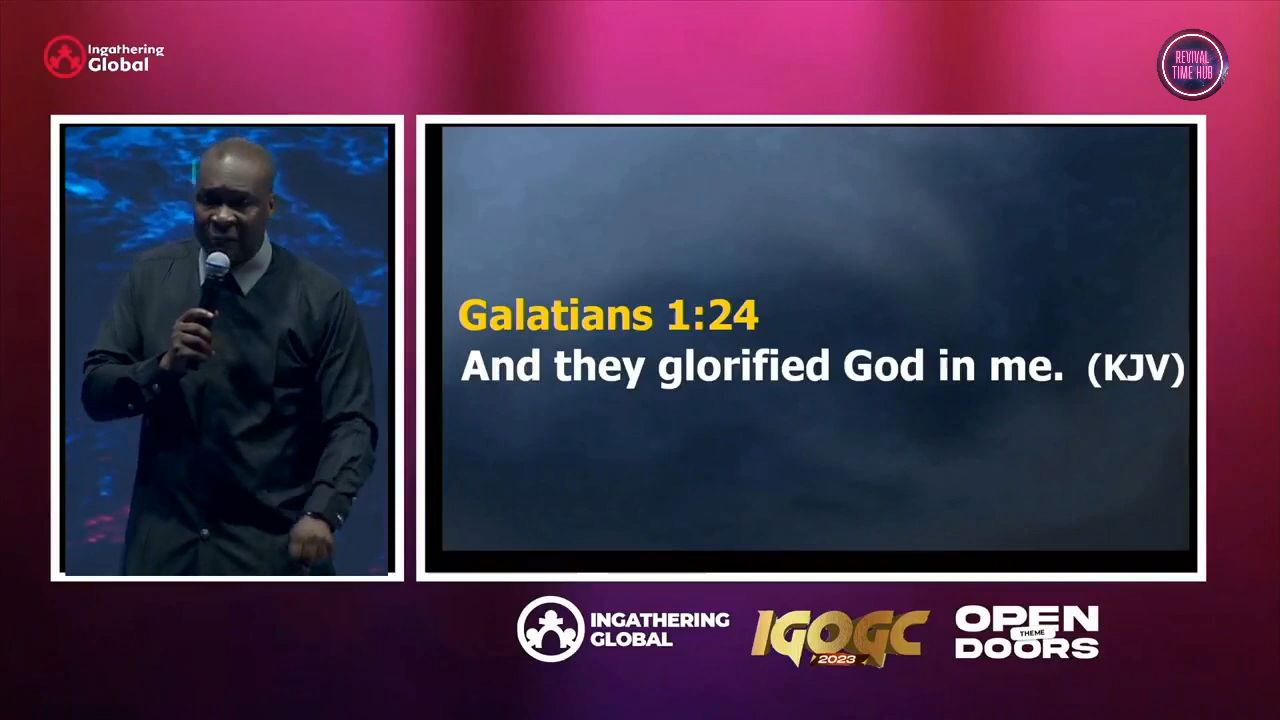 Ingathering
Global
REVIVAL
TIME HUB
Galatians 1:24
And they glorified God in me. (KJV)
INGATHERING
GLOBAL
IGOGC
2023
OPEN
THEME
DOORS